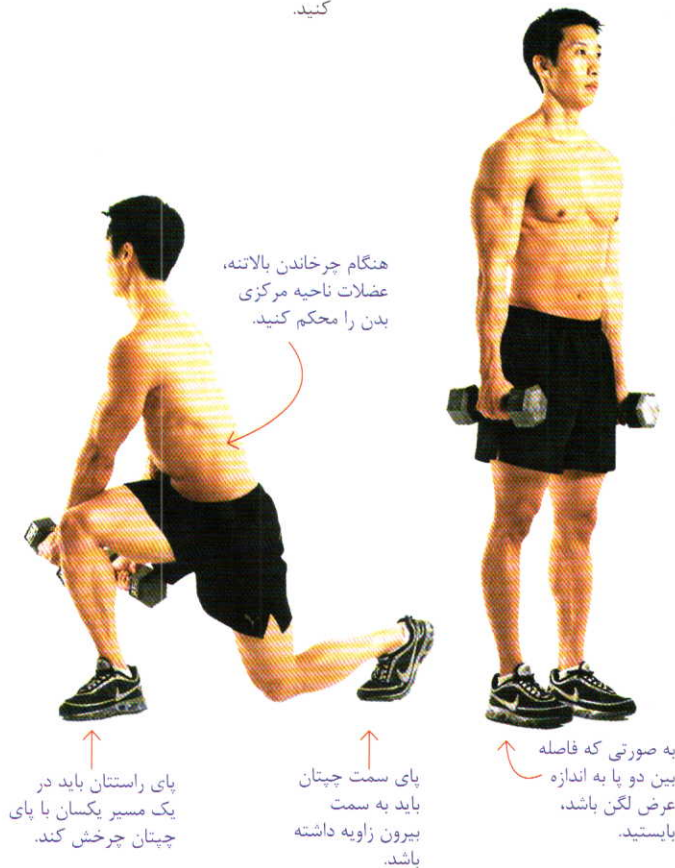 کنید.
هنگام چرخاندن بالاتنه،
عضلات ناحیه مرکزی
بدن را محکم کنید.
به صورتی که فاصله
بین دو پا به اندازه
عرض لگن باشد،
بایستید.
پای سمت چپتان
باید به سمت
بیرون زاویه داشته
باشد.
پای راستتان باید در
یک مسیر یکسان با پای
چپتان چرخش کند.